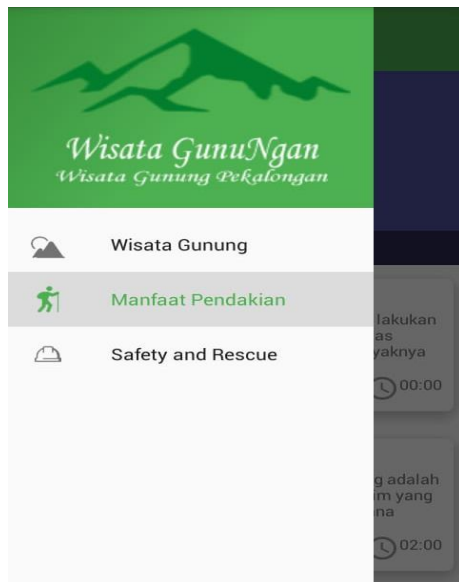 Wisata GunuNgan
Wisata Gunung Pekalongan
Wisata Gunung
Manfaat Pendakian
Safety and Rescue
lakukan
as
yaknya
00:00
g adalah
m yang
na
02:00